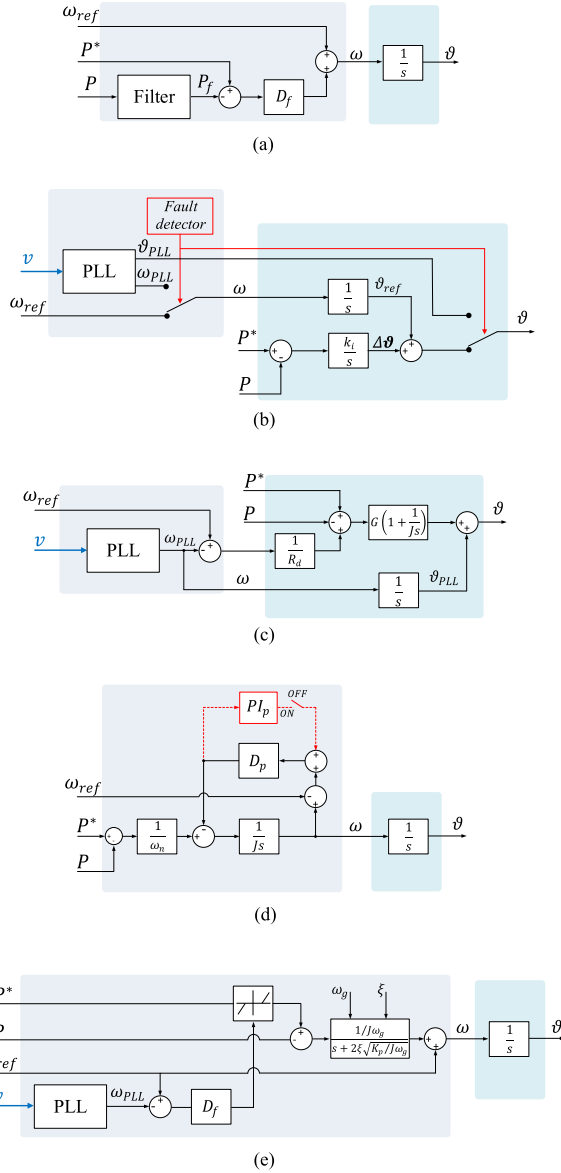 ω_ref
P*
P
Filter
P_f
D_f
ω
1/s
ϑ
+ + - +
(a)
Fault
detector
v
PLL
ϑ_PLL
ω_PLL
ω_ref
ω
1/s
ϑ_ref
ϑ
P*
P
+ -
k_i/s
Δϑ
+ +
(b)
ω_ref
v
PLL
ω_PLL
- +
P*
P
- + +
G(1 + 1/Js)
+ +
ϑ
1/R_d
ω
1/s
ϑ_PLL
(c)
PI_p
OFF
ON
D_p
+ +
ω_ref
- +
P*
P
1/ω_n
+ -
1/Js
ω
1/s
ϑ
(d)
ω_g
ξ
1/Jω_g
s + 2ξ√(K_p/Jω_g)
- +
+ +
ω
1/s
ref
PLL
ω_PLL
- +
D_f
(e)